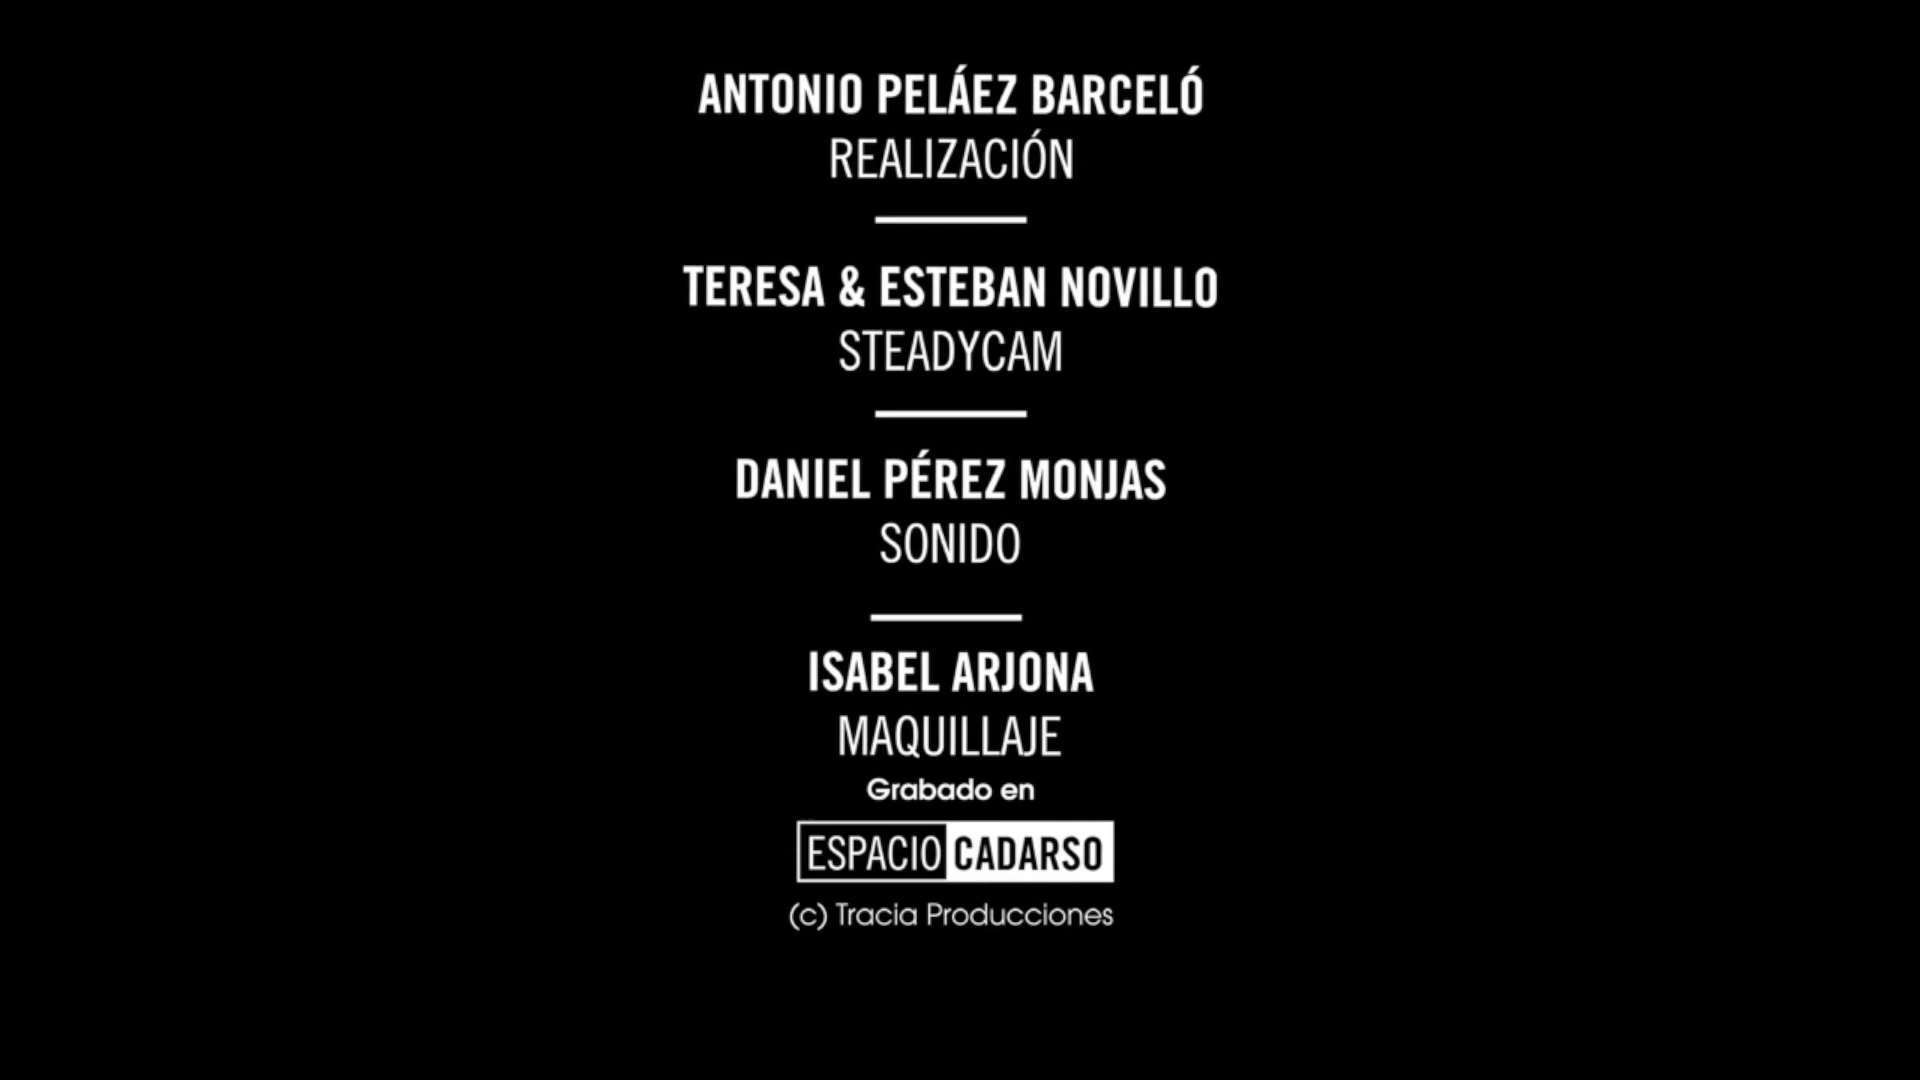 ANTONIO PELÁEZ BARCELÓ
REALIZACIÓN
TERESA & ESTEBAN NOVILLO
STEADYCAM
DANIEL PÉREZ MONJAS
SONIDO
ISABEL ARJONA
MAQUILLAJE
Grabado en
ESPACIO CADARSO
(c) Tracia Producciones